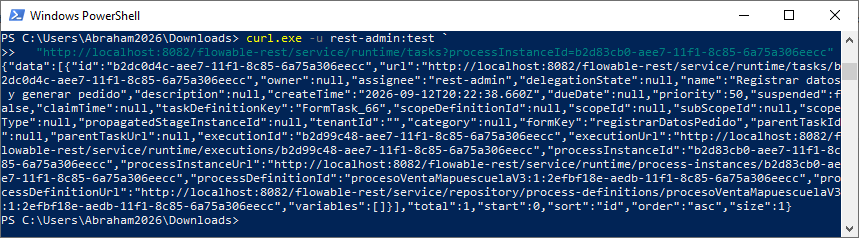 Windows PowerShell
PS C:\Users\Abraham2026\Downloads> curl.exe -u rest-admin:test `
>>   "http://localhost:8082/flowable-rest/service/runtime/tasks?processInstanceId=b2d83cb0-aee7-11f1-8c85-6a75a306eecc"
{"data":[{"id":"b2dc0d4c-aee7-11f1-8c85-6a75a306eecc","url":"http://localhost:8082/flowable-rest/service/runtime/tasks/b
2dc0d4c-aee7-11f1-8c85-6a75a306eecc","owner":null,"assignee":"rest-admin","delegationState":null,"name":"Registrar datos
 y generar pedido","description":null,"createTime":"2026-09-12T20:22:38.660Z","dueDate":null,"priority":50,"suspended":f
alse,"claimTime":null,"taskDefinitionKey":"FormTask_66","scopeDefinitionId":null,"scopeId":null,"subScopeId":null,"scope
Type":null,"propagatedStageInstanceId":null,"tenantId":"","category":null,"formKey":"registrarDatosPedido","parentTaskId
":null,"parentTaskUrl":null,"executionId":"b2d99c48-aee7-11f1-8c85-6a75a306eecc","executionUrl":"http://localhost:8082/f
lowable-rest/service/runtime/executions/b2d99c48-aee7-11f1-8c85-6a75a306eecc","processInstanceId":"b2d83cb0-aee7-11f1-8c
85-6a75a306eecc","processInstanceUrl":"http://localhost:8082/flowable-rest/service/runtime/process-instances/b2d83cb0-ae
e7-11f1-8c85-6a75a306eecc","processDefinitionId":"procesoVentaMapuescuelaV3:1:2efbf18e-aedb-11f1-8c85-6a75a306eecc","pro
cessDefinitionUrl":"http://localhost:8082/flowable-rest/service/repository/process-definitions/procesoVentaMapuescuelaV3
:1:2efbf18e-aedb-11f1-8c85-6a75a306eecc","variables":[]}],"total":1,"start":0,"sort":"id","order":"asc","size":1}
PS C:\Users\Abraham2026\Downloads>